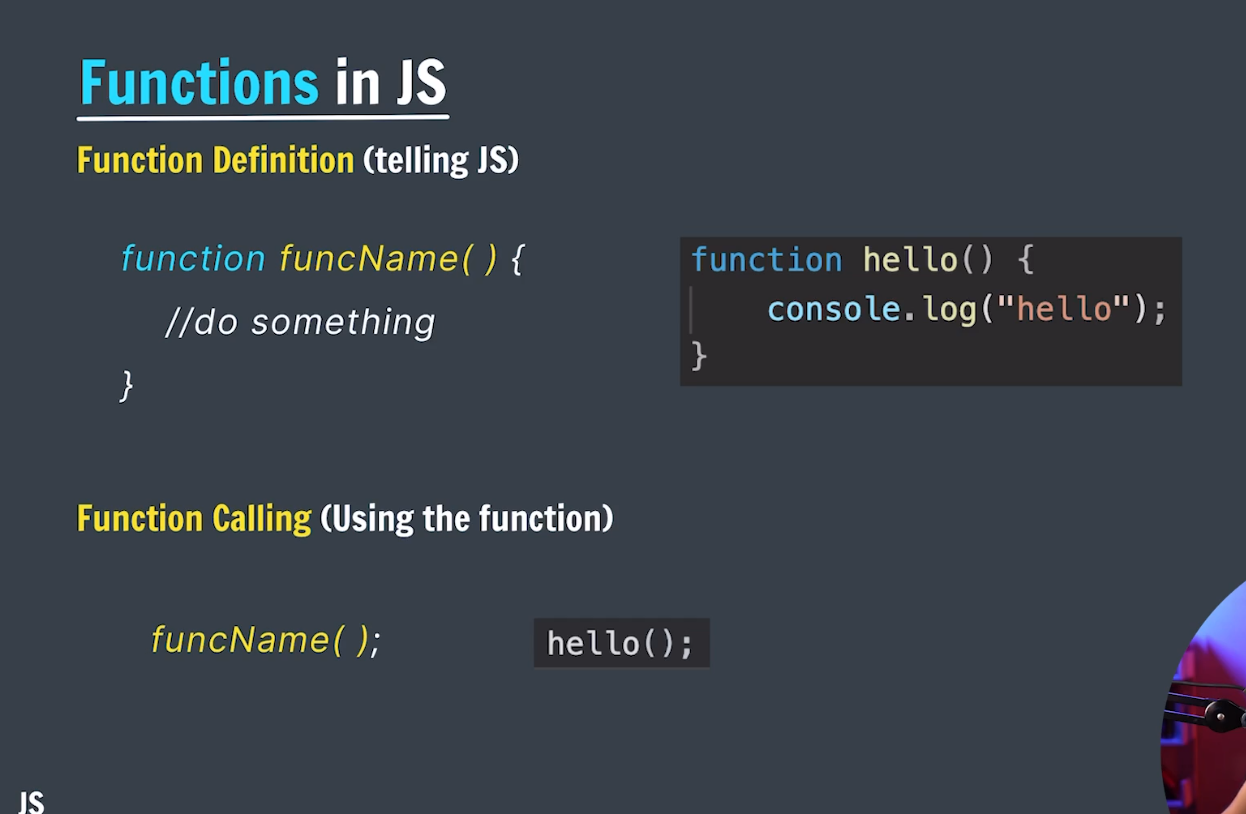 Functions in JS
Function Definition (telling JS)
function funcName( ) {
//do something
}
function hello() {
console.log("hello");
}
Function Calling (Using the function)
funcName( );
hello();
JS